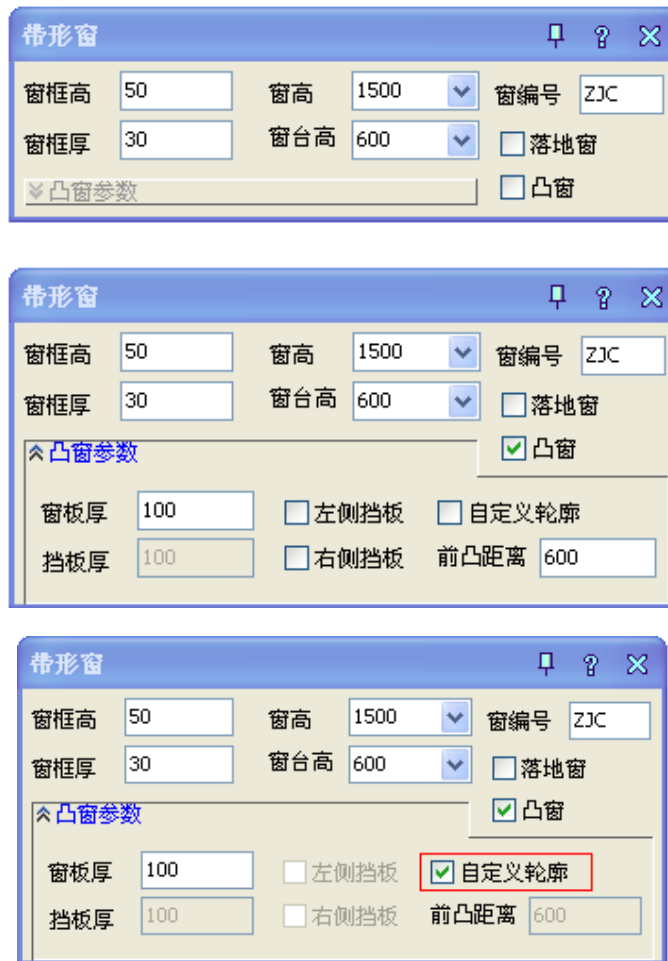 带形窗
窗框高 50 窗高 1500 窗编号 ZJC
窗框厚 30 窗台高 600 落地窗
凸窗参数 凸窗
带形窗
窗框高 50 窗高 1500 窗编号 ZJC
窗框厚 30 窗台高 600 落地窗
凸窗参数 凸窗
窗板厚 100 左侧挡板 自定义轮廓
挡板厚 100 右侧挡板 前凸距离 600
带形窗
窗框高 50 窗高 1500 窗编号 ZJC
窗框厚 30 窗台高 600 落地窗
凸窗参数 凸窗
窗板厚 100 左侧挡板 自定义轮廓
挡板厚 100 右侧挡板 前凸距离 600